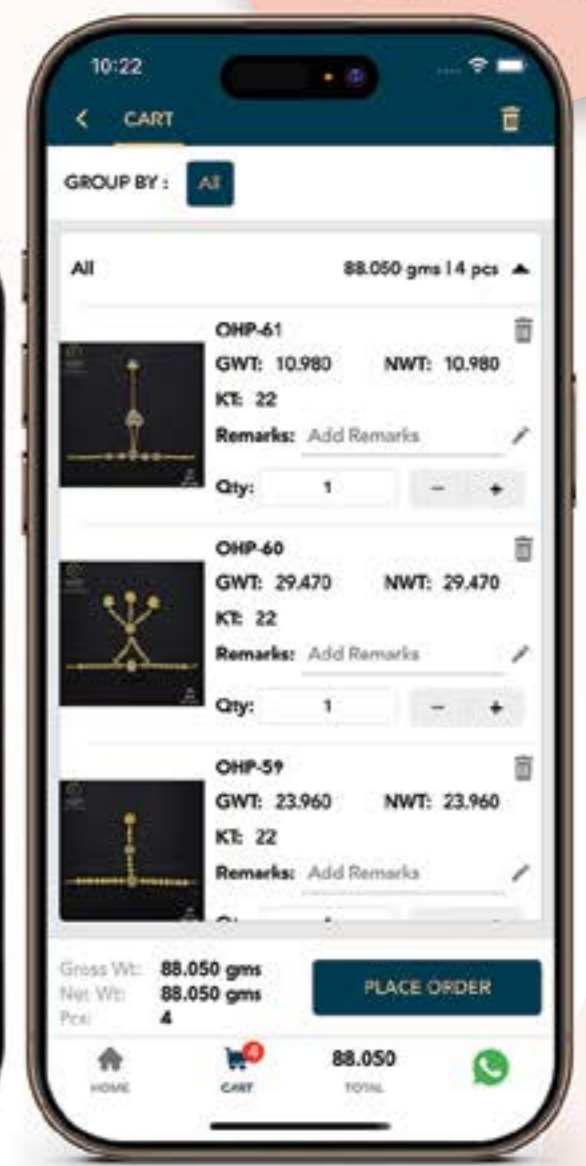 10:22
CART
GROUP BY : All
All 88.050 gms | 4 pcs
OHP-61
GWT: 10.980 NWT: 10.980
KT: 22
Remarks: Add Remarks
Qty: 1 - +
OHP-60
GWT: 29.470 NWT: 29.470
KT: 22
Remarks: Add Remarks
Qty: 1 - +
OHP-59
GWT: 23.960 NWT: 23.960
KT: 22
Remarks: Add Remarks
Gross Wt: 88.050 gms
Net Wt: 88.050 gms
Pcs: 4
PLACE ORDER
4 88.050
HOME CART TOTAL